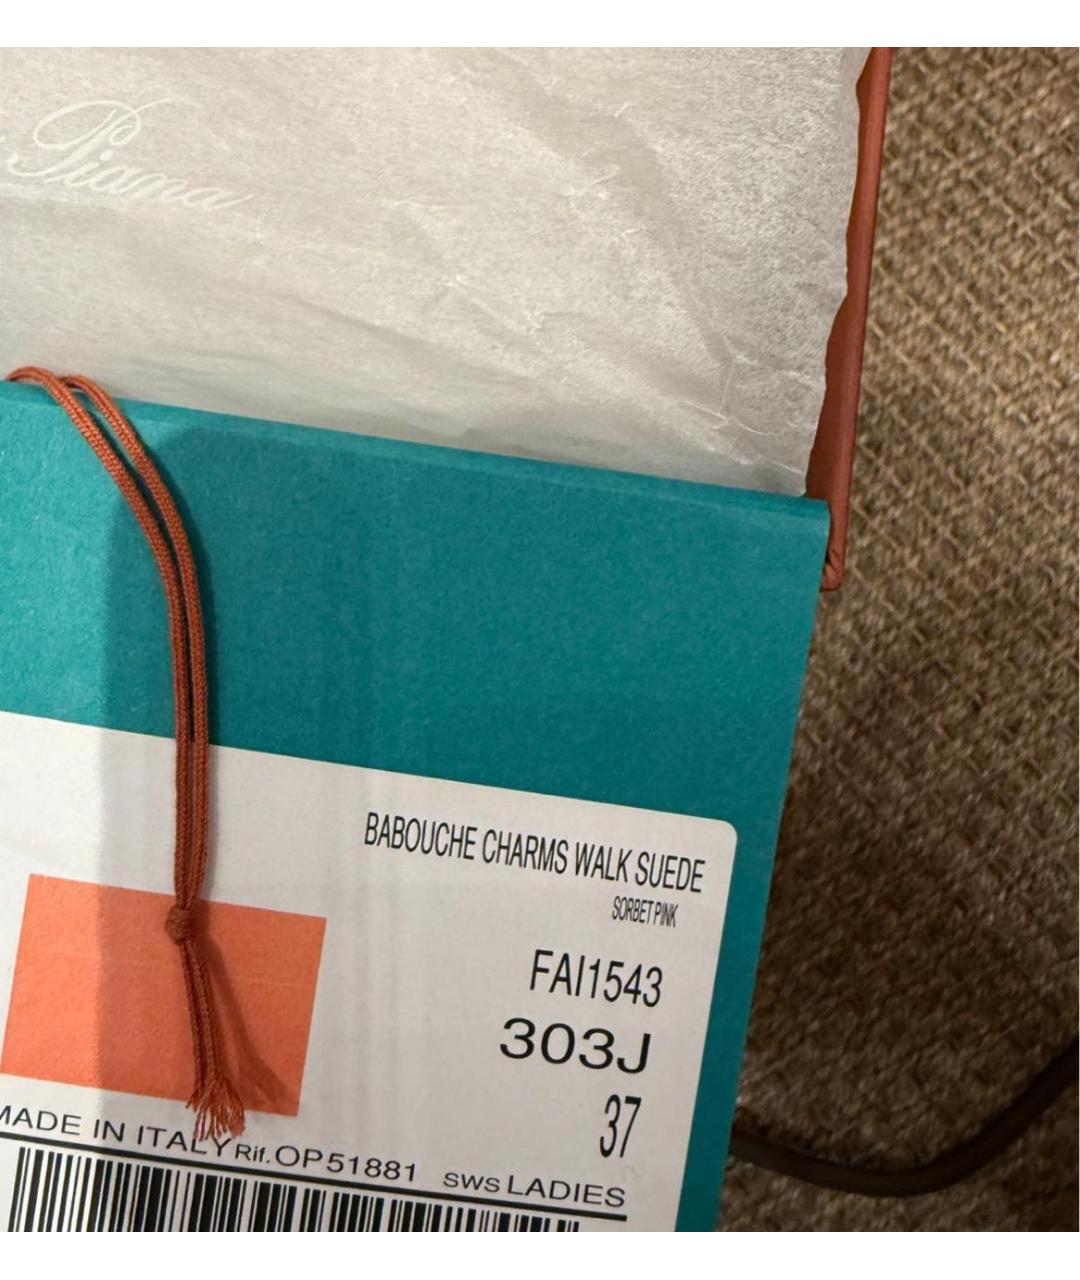 Piana
BABOUCHE CHARMS WALK SUEDE
SORBET PINK
FAI1543
303J
37
MADE IN ITALY Rif. OP51881 sws LADIES